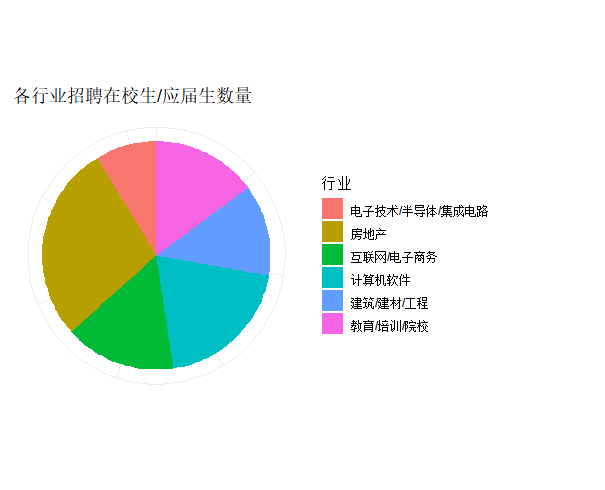 各行业招聘在校生/应届生数量
行业
电子技术/半导体/集成电路
房地产
互联网/电子商务
计算机软件
建筑/建材/工程
教育/培训/院校